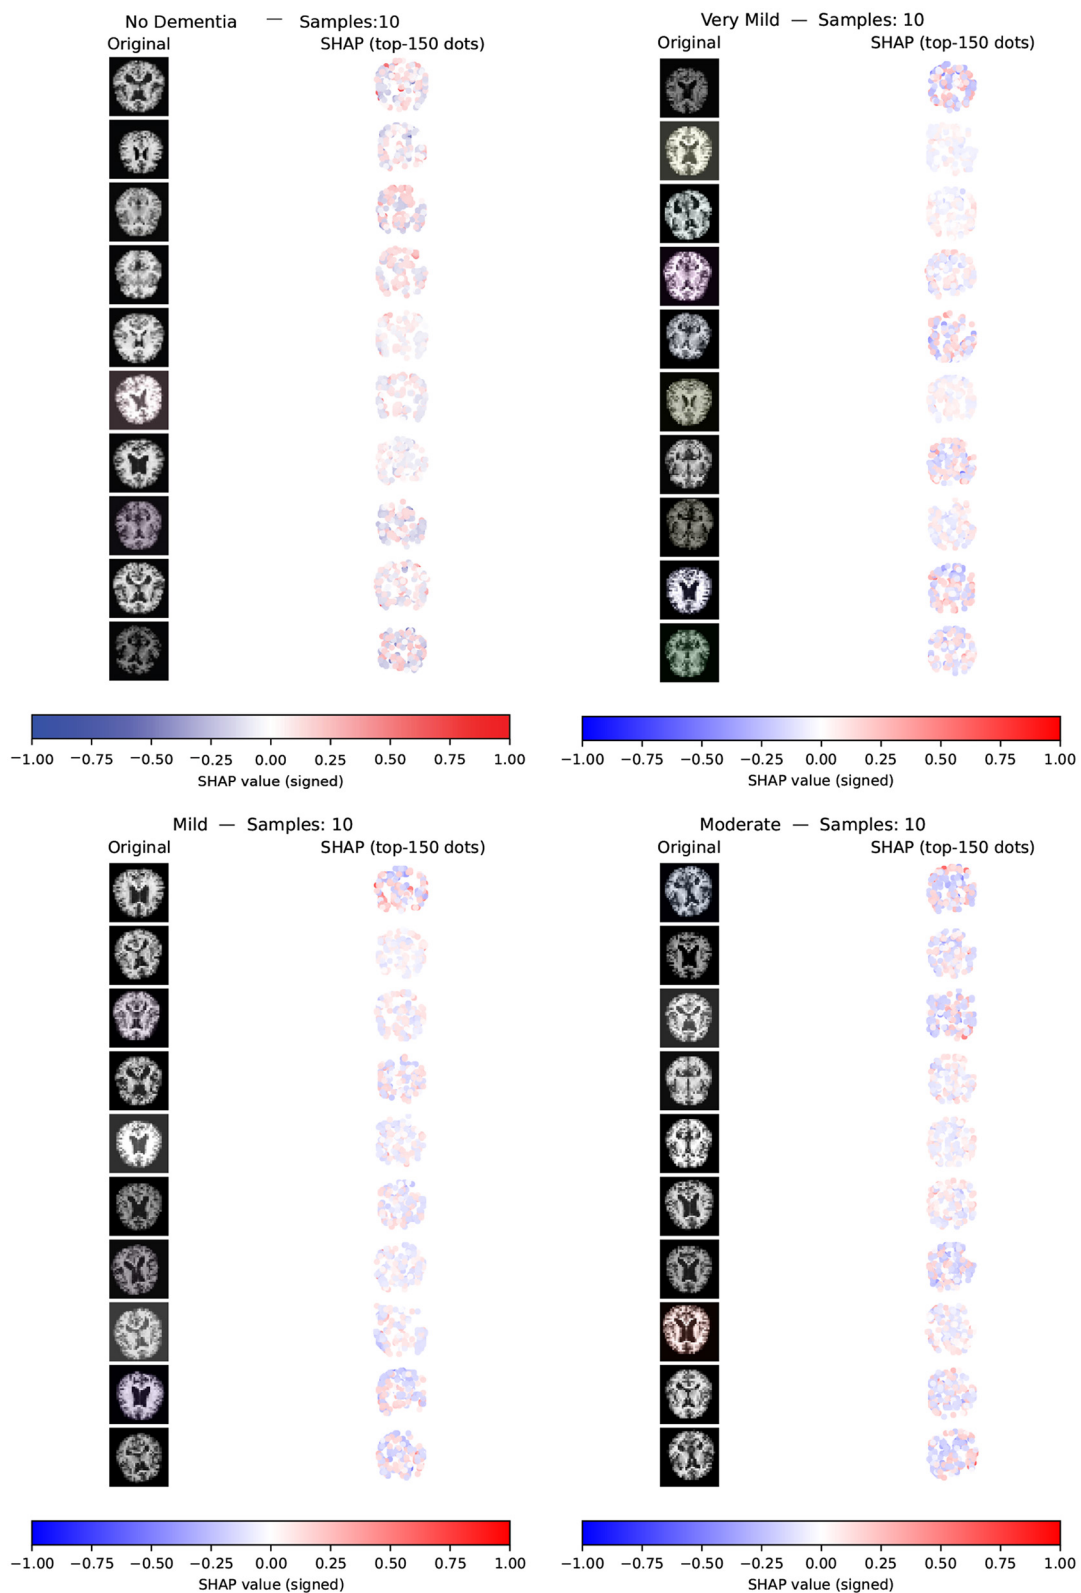 No Dementia — Samples:10
Original SHAP (top-150 dots)
−1.00 −0.75 −0.50 −0.25 0.00 0.25 0.50 0.75 1.00
SHAP value (signed)
Very Mild — Samples: 10
Original SHAP (top-150 dots)
−1.00 −0.75 −0.50 −0.25 0.00 0.25 0.50 0.75 1.00
SHAP value (signed)
Mild — Samples: 10
Original SHAP (top-150 dots)
−1.00 −0.75 −0.50 −0.25 0.00 0.25 0.50 0.75 1.00
SHAP value (signed)
Moderate — Samples: 10
Original SHAP (top-150 dots)
−1.00 −0.75 −0.50 −0.25 0.00 0.25 0.50 0.75 1.00
SHAP value (signed)